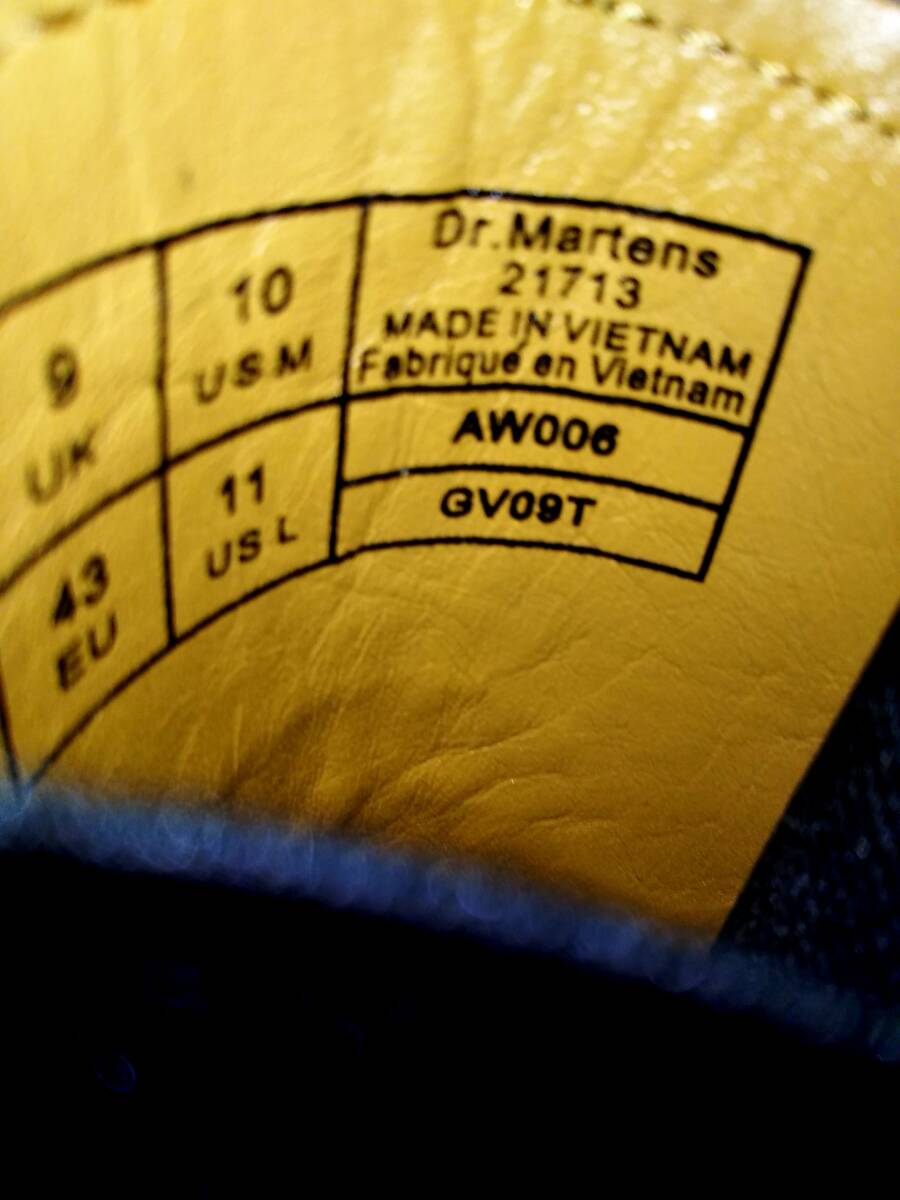 9
UK
10
US M
Dr.Martens
21713
MADE IN VIETNAM
Fabriqué en Vietnam
43
EU
11
US L
AW006
GV09T